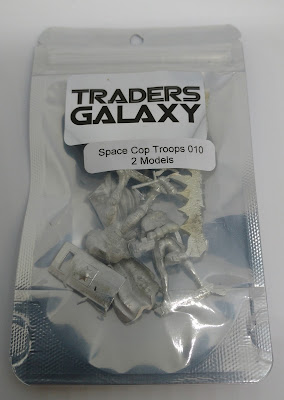 TRADERS
GALAXY
Space Cop Troops 010
2 Models